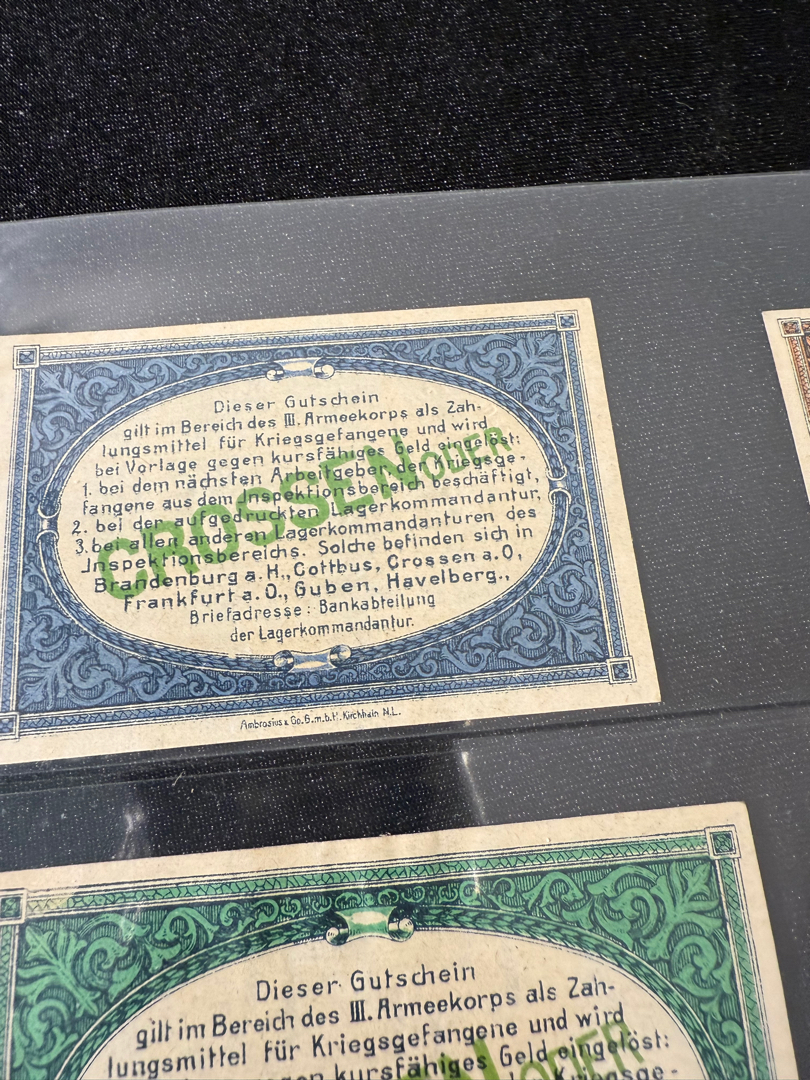 Dieser Gutschein
gilt im Bereich des III. Armeekorps als Zah-
lungsmittel für Kriegsgefangene und wird
bei Vorlage gegen kursfähiges Geld eingelöst:
1. bei dem nächsten Arbeitgeber, der Kriegsge-
fangene aus dem Inspektionsbereich beschäftigt,
2. bei der aufgedruckten Lagerkommandantur,
3. bei allen anderen Lagerkommandanturen des
Inspektionsbereichs. Solche befinden sich in
Brandenburg a. H., Cottbus, Crossen a. O.,
Frankfurt a. O., Guben, Havelberg.,
Briefadresse: Bankabteilung
der Lagerkommandantur.
CROSSEN ODER
Ambrosius & Co. G.m.b.H. Kirchhain N.L.
Dieser Gutschein
gilt im Bereich des III. Armeekorps als Zah-
lungsmittel für Kriegsgefangene und wird
gegen kursfähiges Geld eingelöst:
Kriegsge-
ODER